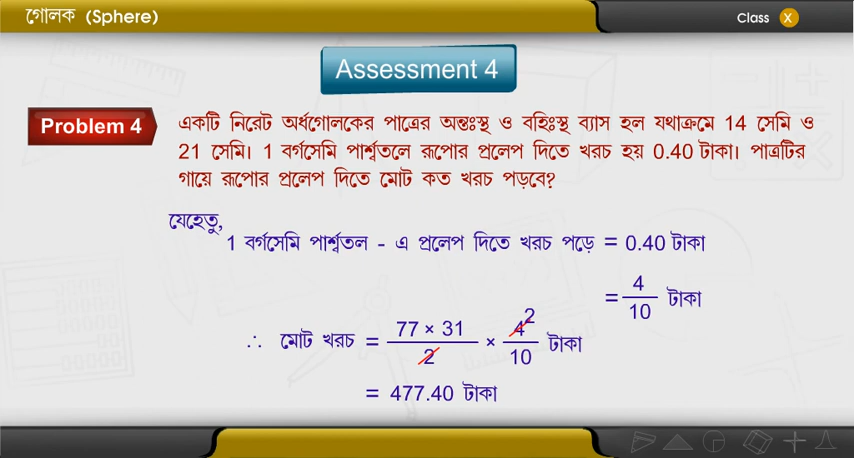 গোলক (Sphere)
Class X
Assessment 4
Problem 4
একটি নিরেট অর্ধগোলকের পাত্রের অন্তঃস্থ ও বহিঃস্থ ব্যাস হল যথাক্রমে 14 সেমি ও
21 সেমি। 1 বর্গসেমি পার্শ্বতলে রূপোর প্রলেপ দিতে খরচ হয় 0.40 টাকা। পাত্রটির
গায়ে রূপোর প্রলেপ দিতে মোট কত খরচ পড়বে?
যেহেতু,
1 বর্গসেমি পার্শ্বতল - এ প্রলেপ দিতে খরচ পড়ে = 0.40 টাকা
= 4/10 টাকা
∴ মোট খরচ = 77 × 31/2 × 4 2/10 টাকা
= 477.40 টাকা